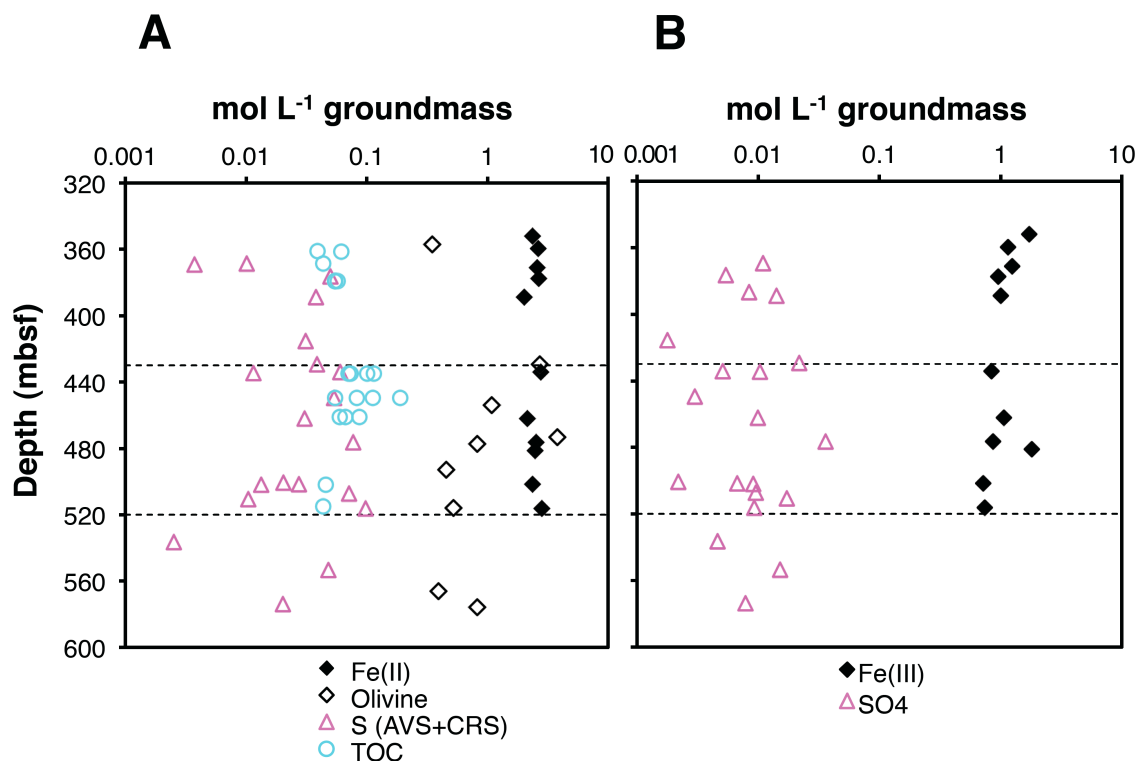 A B
mol L-1 groundmass mol L-1 groundmass
0.001 0.01 0.1 1 10 0.001 0.01 0.1 1 10
320
360
400
440
480
520
560
600
Depth (mbsf)
Fe(II)
Olivine
S (AVS+CRS)
TOC
Fe(III)
SO4